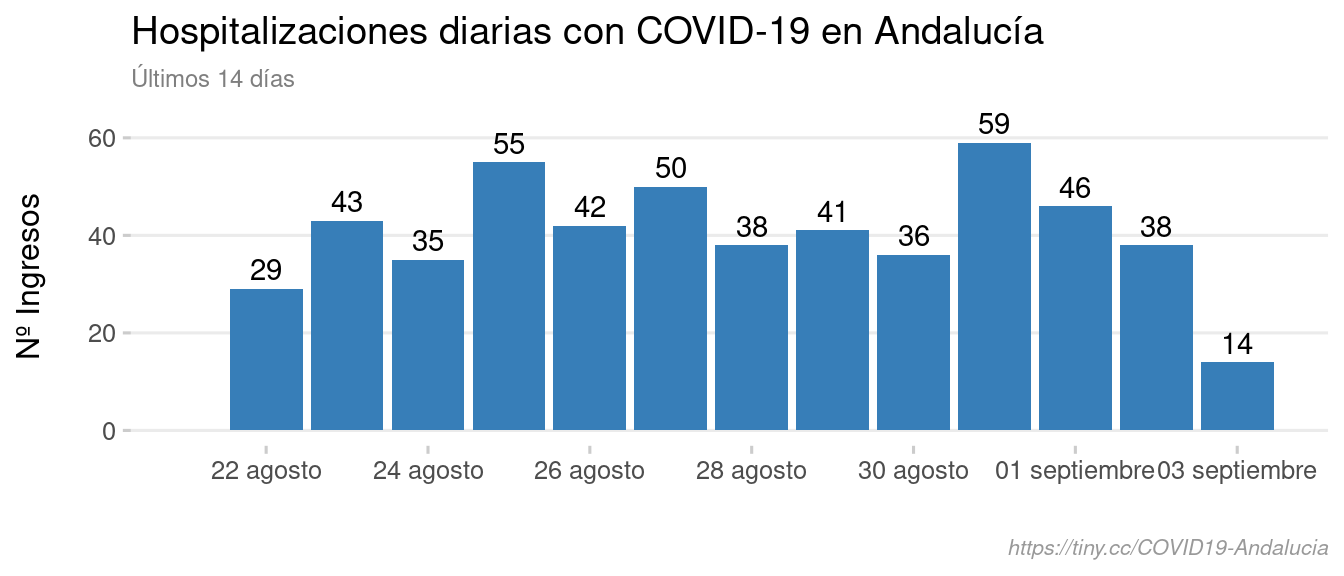 Hospitalizaciones diarias con COVID-19 en Andalucía
Últimos 14 días
Nº Ingresos
60
40
20
0
29
43
35
55
42
50
38
41
36
59
46
38
14
22 agosto
24 agosto
26 agosto
28 agosto
30 agosto
01 septiembre
03 septiembre
https://tiny.cc/COVID19-Andalucia